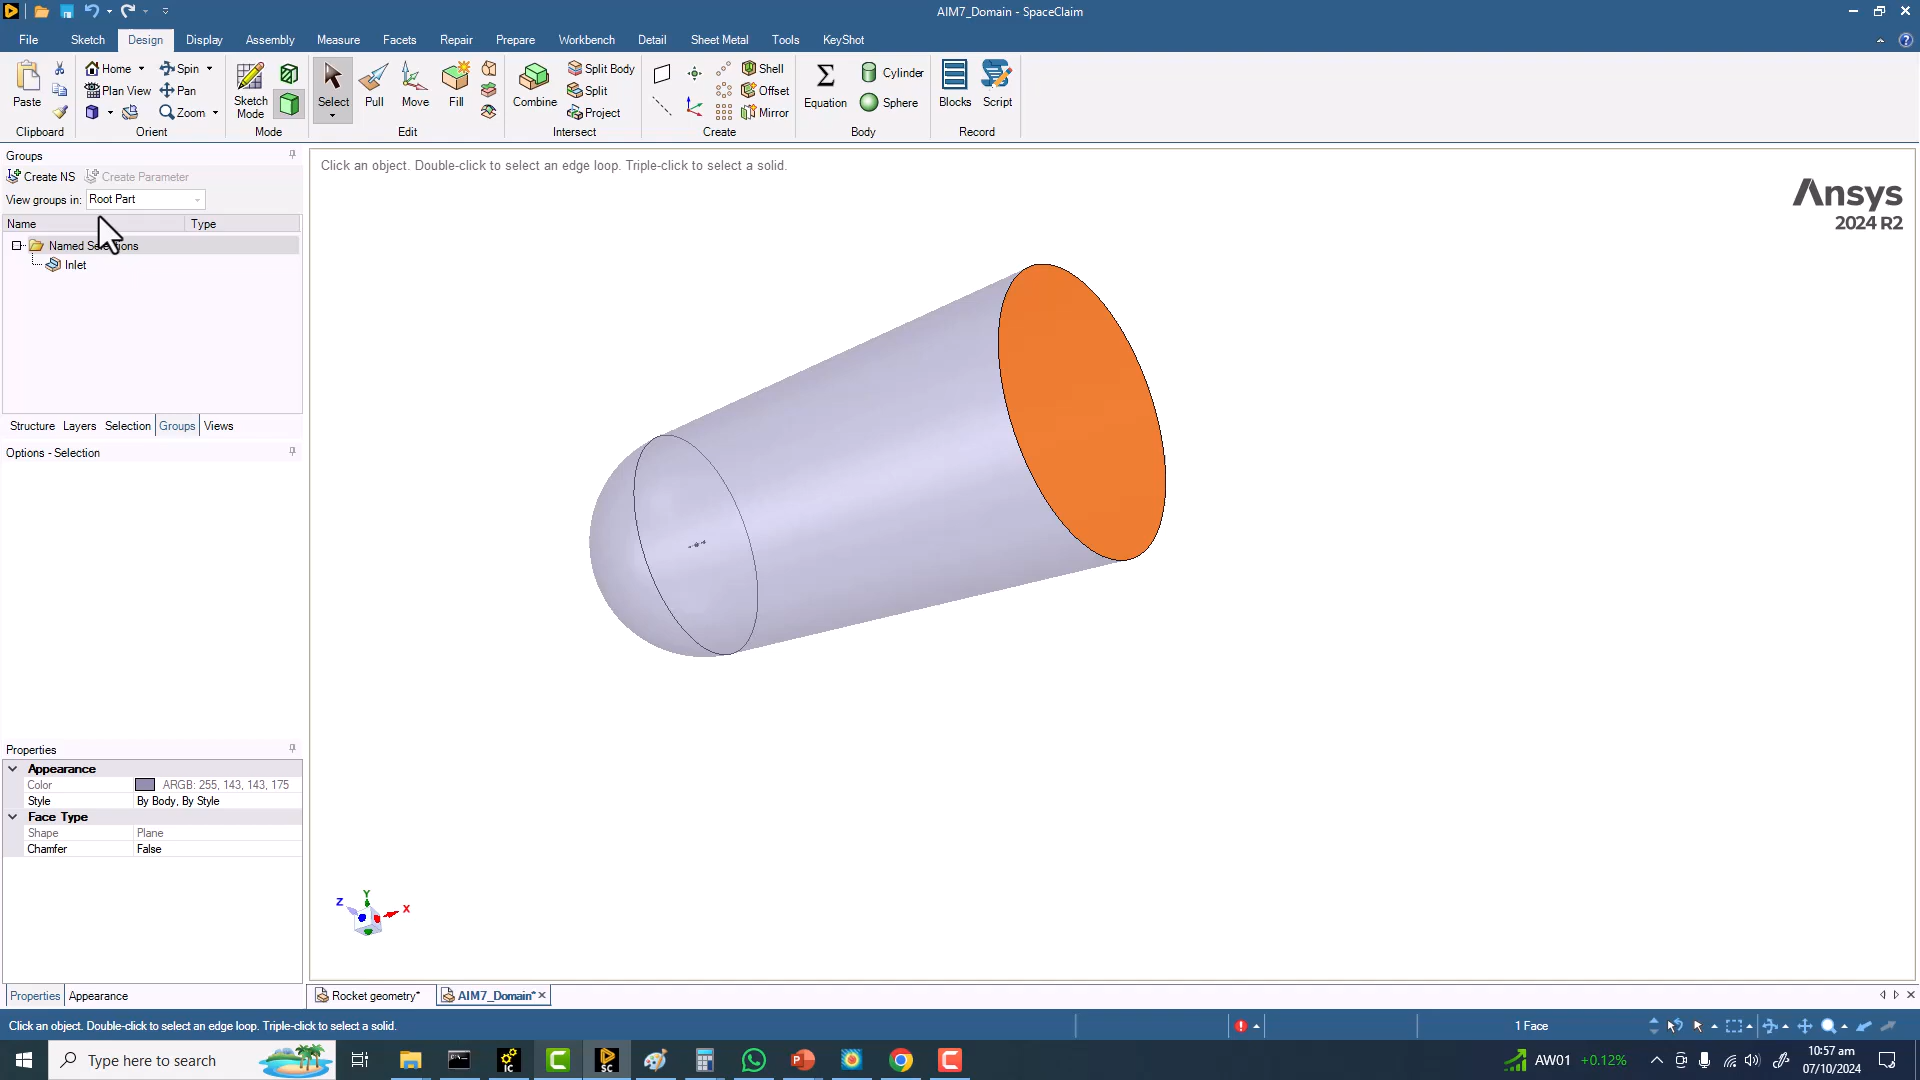 AIM7_Domain - SpaceClaim
File Sketch Design Display Assembly Measure Facets Repair Prepare Workbench Detail Sheet Metal Tools KeyShot
Home Spin Split Body Shell Cylinder
Plan View Pan Split Offset
Paste Sketch Mode Select Pull Move Fill Combine Equation Sphere Blocks Script
Zoom Project Mirror
Clipboard Orient Mode Edit Intersect Create Body Record
Groups
Create NS Create Parameter
View groups in: Root Part
Name Type
Named Selections
Inlet
Structure Layers Selection Groups Views
Options - Selection
Properties
Appearance
Color ARGB: 255, 143, 143, 175
Style By Body, By Style
Face Type
Shape Plane
Chamfer False
Properties Appearance
Click an object. Double-click to select an edge loop. Triple-click to select a solid.
Ansys
2024 R2
Z Y X
Rocket geometry* AIM7_Domain*
Click an object. Double-click to select an edge loop. Triple-click to select a solid. 1 Face
Type here to search
IC SC
AW01 +0.12%
10:57 am
07/10/2024